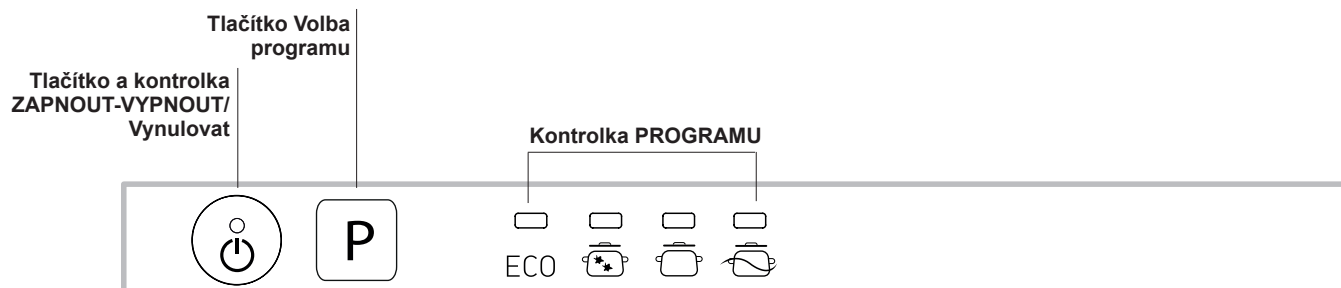 Tlačítko Volba
programu
Tlačítko a kontrolka
ZAPNOUT-VYPNOUT/
Vynulovat
Kontrolka PROGRAMU
P
ECO